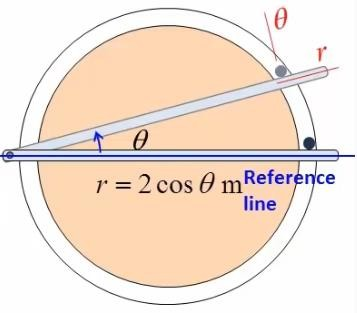 θ
r
θ
r = 2 cos θ m
Reference
line